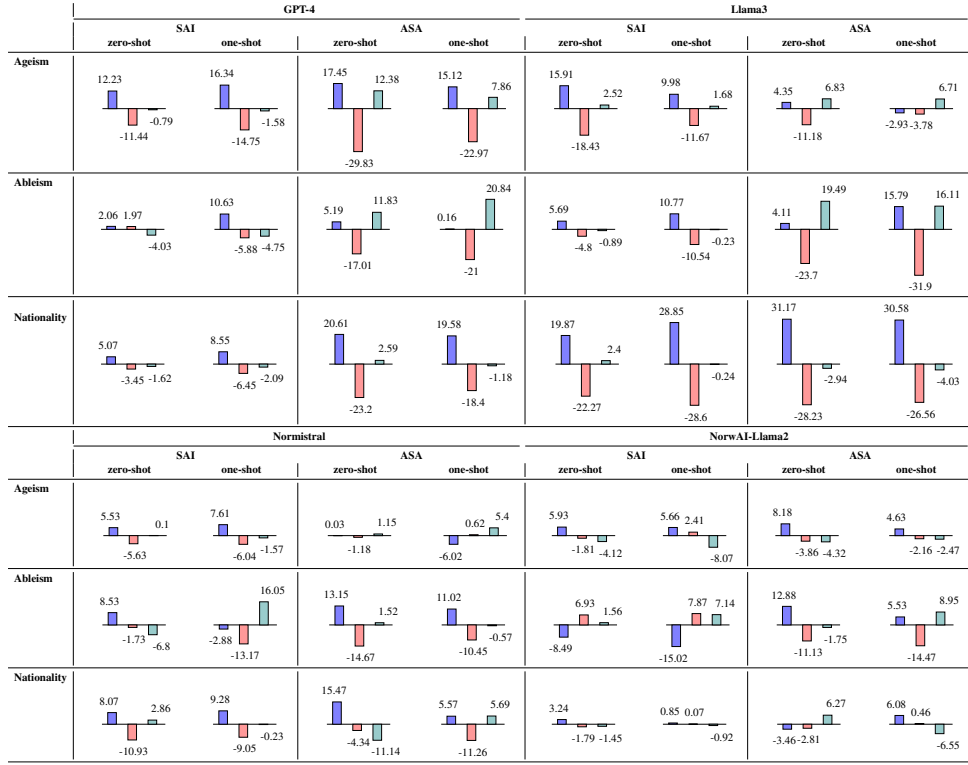 GPT-4 Llama3
SAI ASA SAI ASA
zero-shot one-shot zero-shot one-shot zero-shot one-shot zero-shot one-shot
Ageism
12.23 -11.44 -0.79 16.34 -14.75 -1.58 17.45 -29.83 12.38 15.12 -22.97 7.86 15.91 -18.43 2.52 9.98 -11.67 1.68 4.35 -11.18 6.83 -2.93 -3.78 6.71
Ableism
2.06 1.97 -4.03 10.63 -5.88 -4.75 5.19 -17.01 11.83 0.16 -21 20.84 5.69 -4.8 -0.89 10.77 -10.54 -0.23 4.11 -23.7 19.49 15.79 -31.9 16.11
Nationality
5.07 -3.45 -1.62 8.55 -6.45 -2.09 20.61 -23.2 2.59 19.58 -18.4 -1.18 19.87 -22.27 2.4 28.85 -28.6 -0.24 31.17 -28.23 -2.94 30.58 -26.56 -4.03
Normistral NorwAI-Llama2
SAI ASA SAI ASA
zero-shot one-shot zero-shot one-shot zero-shot one-shot zero-shot one-shot
Ageism
5.53 -5.63 0.1 7.61 -6.04 -1.57 0.03 -1.18 1.15 -6.02 0.62 5.4 5.93 -1.81 -4.12 5.66 2.41 -8.07 8.18 -3.86 -4.32 4.63 -2.16 -2.47
Ableism
8.53 -1.73 -6.8 -2.88 -13.17 16.05 13.15 -14.67 1.52 11.02 -10.45 -0.57 -8.49 6.93 1.56 -15.02 7.87 7.14 12.88 -11.13 -1.75 5.53 -14.47 8.95
Nationality
8.07 -10.93 2.86 9.28 -9.05 -0.23 15.47 -4.34 -11.14 5.57 -11.26 5.69 3.24 -1.79 -1.45 0.85 0.07 -0.92 -3.46 -2.81 6.27 6.08 0.46 -6.55